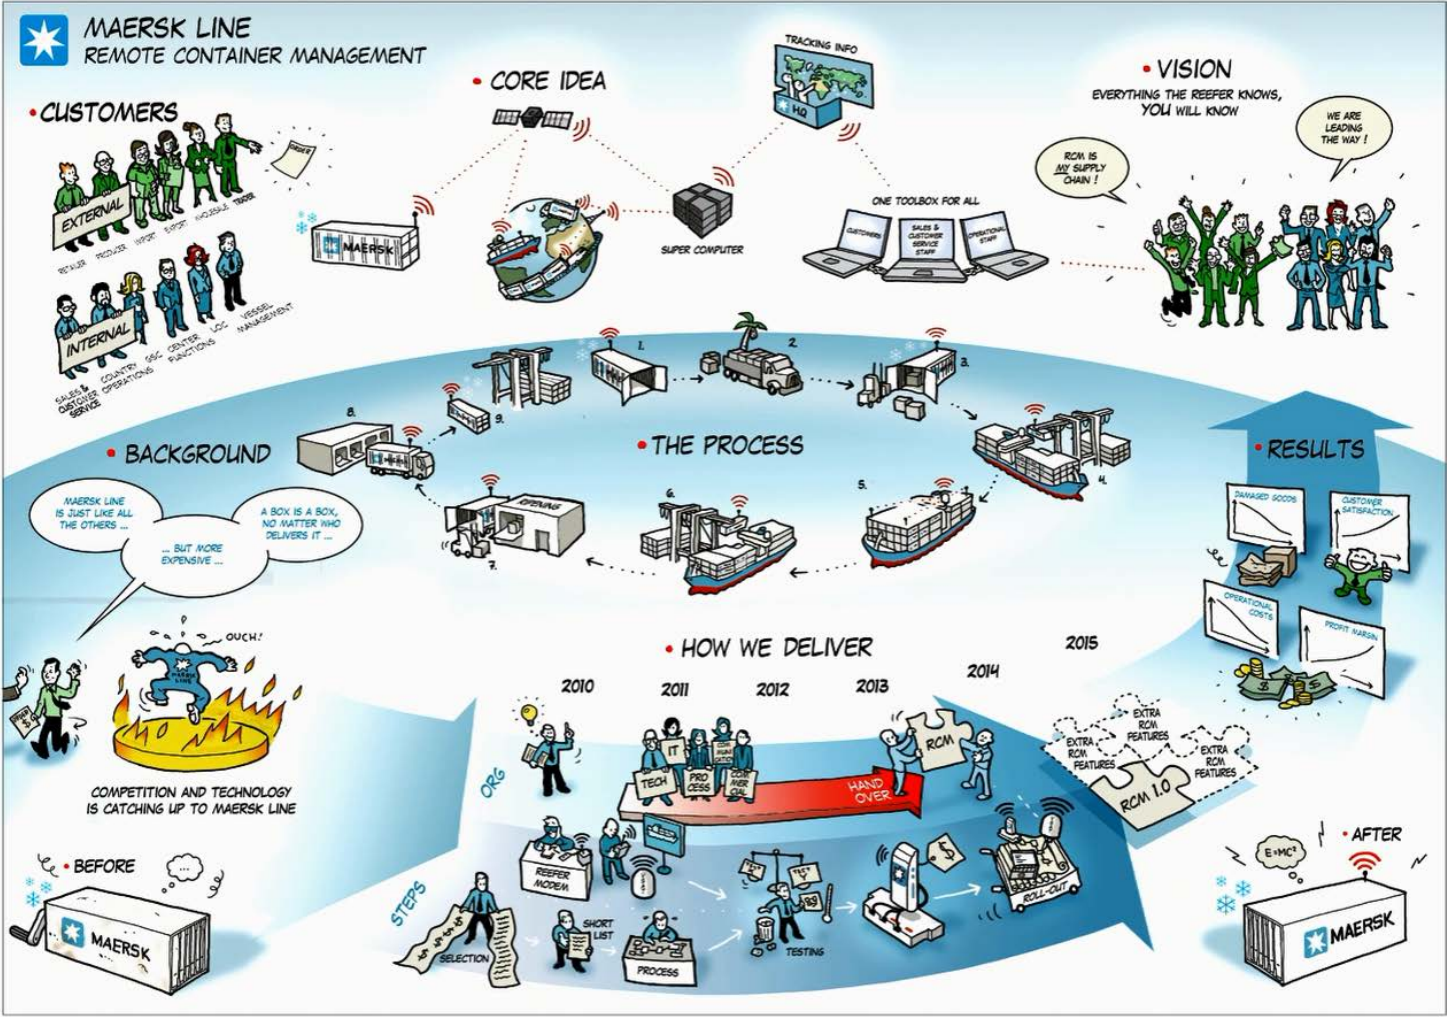 MAERSK LINE
REMOTE CONTAINER MANAGEMENT
• CUSTOMERS
ORDER
EXTERNAL
RETAILER PRODUCER IMPORT EXPORT WHOLESALE TRADER
INTERNAL
SALES &
CUSTOMER
SERVICE
COUNTRY
OPERATIONS
GSC CENTER
FUNCTIONS
LOC
VESSEL
MANAGEMENT
• CORE IDEA
MAERSK
SUPER COMPUTER
TRACKING INFO
HQ
ONE TOOLBOX FOR ALL
CUSTOMERS
SALES &
CUSTOMER
SERVICE
STAFF
OPERATIONAL
STAFF
• VISION
EVERYTHING THE REEFER KNOWS,
YOU WILL KNOW
RCM IS
MY SUPPLY
CHAIN !
WE ARE
LEADING
THE WAY !
• THE PROCESS
1.
2
3.
4.
5.
6.
7.
OPENING
8.
9.
• BACKGROUND
MAERSK LINE
IS JUST LIKE ALL
THE OTHERS ...
... BUT MORE
EXPENSIVE ...
A BOX IS A BOX,
NO MATTER WHO
DELIVERS IT ...
$
OUCH!
MAERSK
LINE
COMPETITION AND TECHNOLOGY
IS CATCHING UP TO MAERSK LINE
• BEFORE
...
MAERSK
• HOW WE DELIVER
2010
2011
2012
2013
2014
2015
ORG
TECH
IT
PRO
CESS
COM
MUNI
CATION
COM
MER
CIAL
HAND
OVER
RCM
STEPS
SELECTION
$ $ $ $
REEFER
MODEM
SHORT
LIST
PROCESS
TESTING
$
ROLL-OUT
RCM 1.0
EXTRA
RCM
FEATURES
EXTRA
RCM
FEATURES
EXTRA
RCM
FEATURES
• RESULTS
DAMAGED GOODS
CUSTOMER
SATISFACTION
OPERATIONAL
COSTS
PROFIT MARGIN
$ $ $
• AFTER
E=MC²
MAERSK